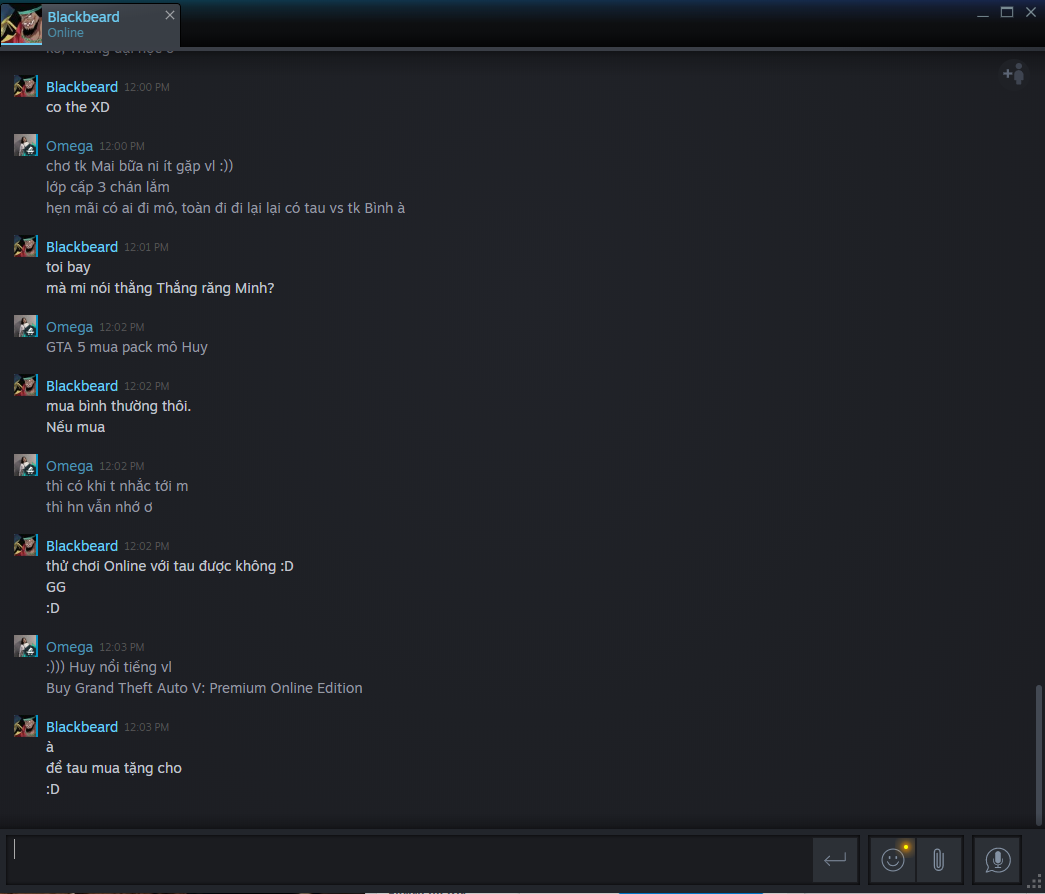 Blackbeard
Online
Blackbeard 12:00 PM
co the XD
Omega 12:00 PM
chơ tk Mai bữa ni ít gặp vl :))
lớp cấp 3 chán lắm
hẹn mãi có ai đi mô, toàn đi đi lại lại có tau vs tk Bình à
Blackbeard 12:01 PM
toi bay
mà mi nói thằng Thắng răng Minh?
Omega 12:02 PM
GTA 5 mua pack mô Huy
Blackbeard 12:02 PM
mua bình thường thôi.
Nếu mua
Omega 12:02 PM
thì có khi t nhắc tới m
thì hn vẫn nhớ ơ
Blackbeard 12:02 PM
thử chơi Online với tau được không :D
GG
:D
Omega 12:03 PM
:))) Huy nổi tiếng vl
Buy Grand Theft Auto V: Premium Online Edition
Blackbeard 12:03 PM
à
để tau mua tặng cho
:D